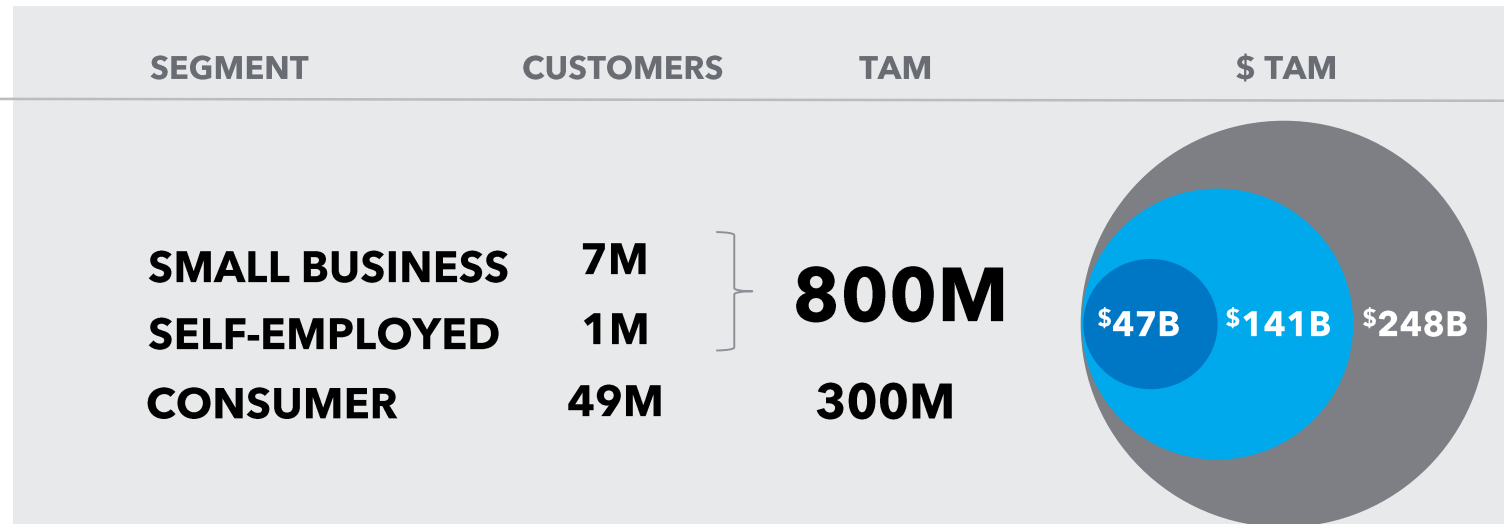 SEGMENT CUSTOMERS TAM $ TAM
SMALL BUSINESS 7M
SELF-EMPLOYED 1M
800M
CONSUMER 49M 300M
$47B $141B $248B